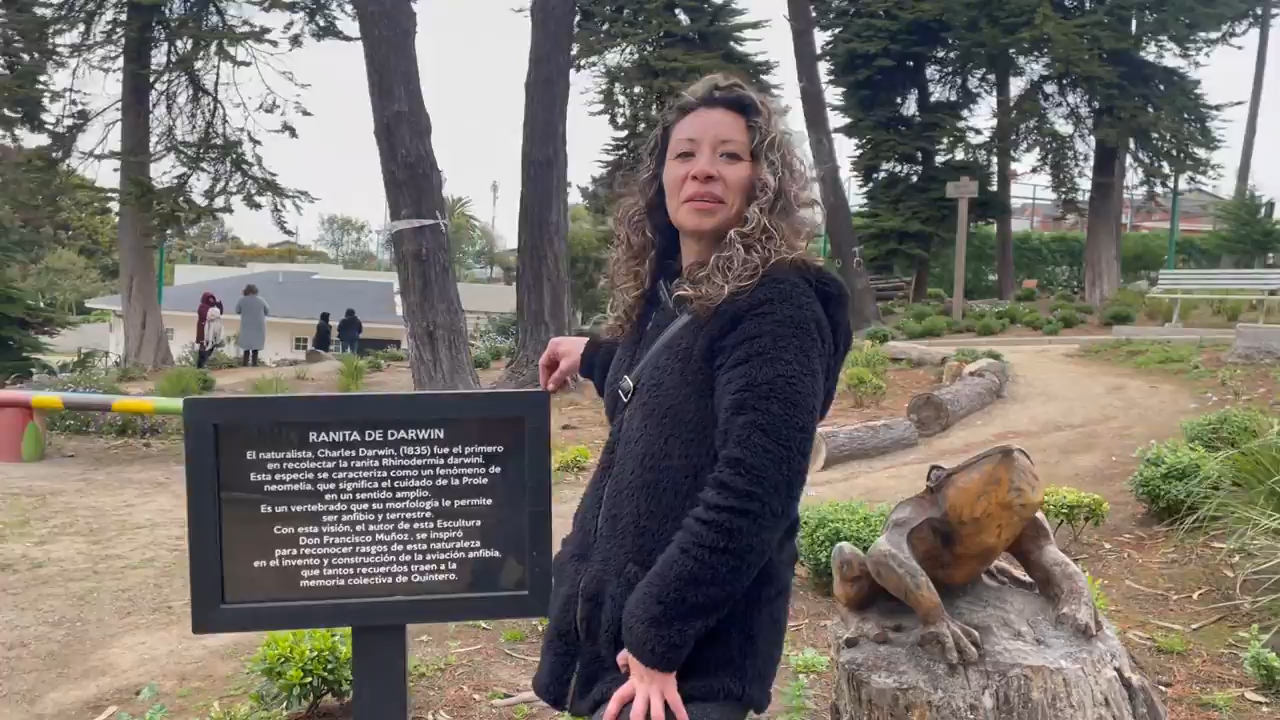 RANITA DE DARWIN
El naturalista, Charles Darwin, (1835) fue el primero
en recolectar la ranita Rhinodermia darwini.
Esta especie se caracteriza como un fenómeno de
neomelia, que significa el cuidado de la Prole
en un sentido amplio.
Es un vertebrado que su morfología le permite
ser anfibio y terrestre.
Con esta visión, el autor de esta Escultura
Don Francisco Muñoz, se inspiró
para reconocer rasgos de esta naturaleza
en el invento y construcción de la aviación anfibia,
que tantos recuerdos traen a la
memoria colectiva de Quintero.